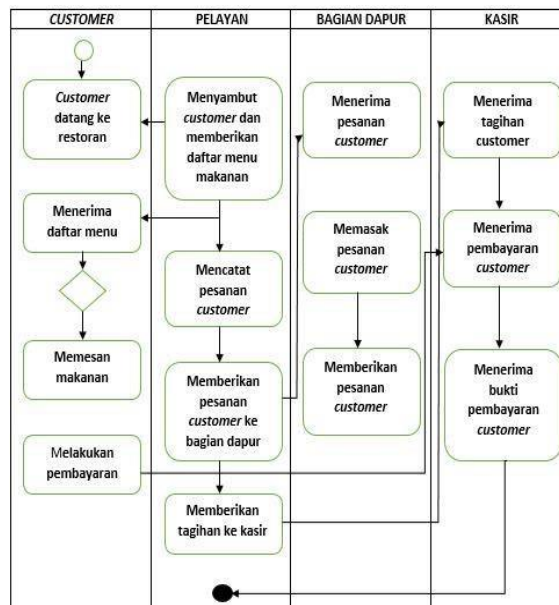 CUSTOMER
PELAYAN
BAGIAN DAPUR
KASIR
Customer
datang ke
restoran
Menerima
daftar menu
Memesan
makanan
Melakukan
pembayaran
Menyambut
customer dan
memberikan
daftar menu
makanan
Mencatat
pesanan
customer
Memberikan
pesanan
customer ke
bagian dapur
Memberikan
tagihan ke kasir
Menerima
pesanan
customer
Memasak
pesanan
customer
Memberikan
pesanan
customer
Menerima
tagihan
customer
Menerima
pembayaran
customer
Menerima
bukti
pembayaran
customer